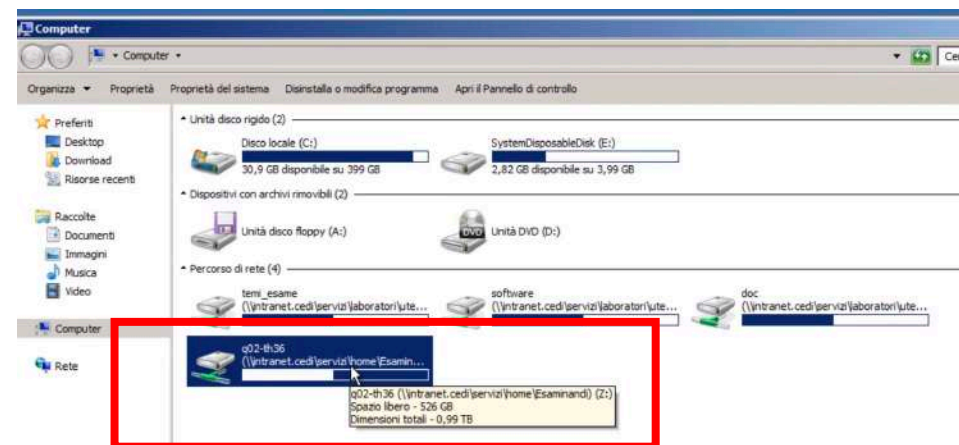 Computer
Computer
Organizza Proprietà Proprietà del sistema Disinstalla o modifica programma Apri il Pannello di controllo
Preferiti
Desktop
Download
Risorse recenti
Raccolte
Documenti
Immagini
Musica
Video
Computer
Rete
Unità disco rigido (2)
Disco locale (C:)
30,9 GB disponibile su 399 GB
SystemDisposableDisk (E:)
2,82 GB disponibile su 3,99 GB
Dispositivi con archivi rimovibili (2)
Unità disco floppy (A:)
DVD
Unità DVD (D:)
Percorso di rete (4)
temi_esame
(\\intranet.cedi\servizi\laboratori\ute...
software
(\\intranet.cedi\servizi\laboratori\ute...
doc
(\\intranet.cedi\servizi\laboratori\ute...
q02-th36
(\\intranet.cedi\servizi\home\Esamin...
q02-th36 (\\intranet.cedi\servizi\home\Esaminandi) (Z:)
Spazio libero - 526 GB
Dimensioni totali - 0,99 TB